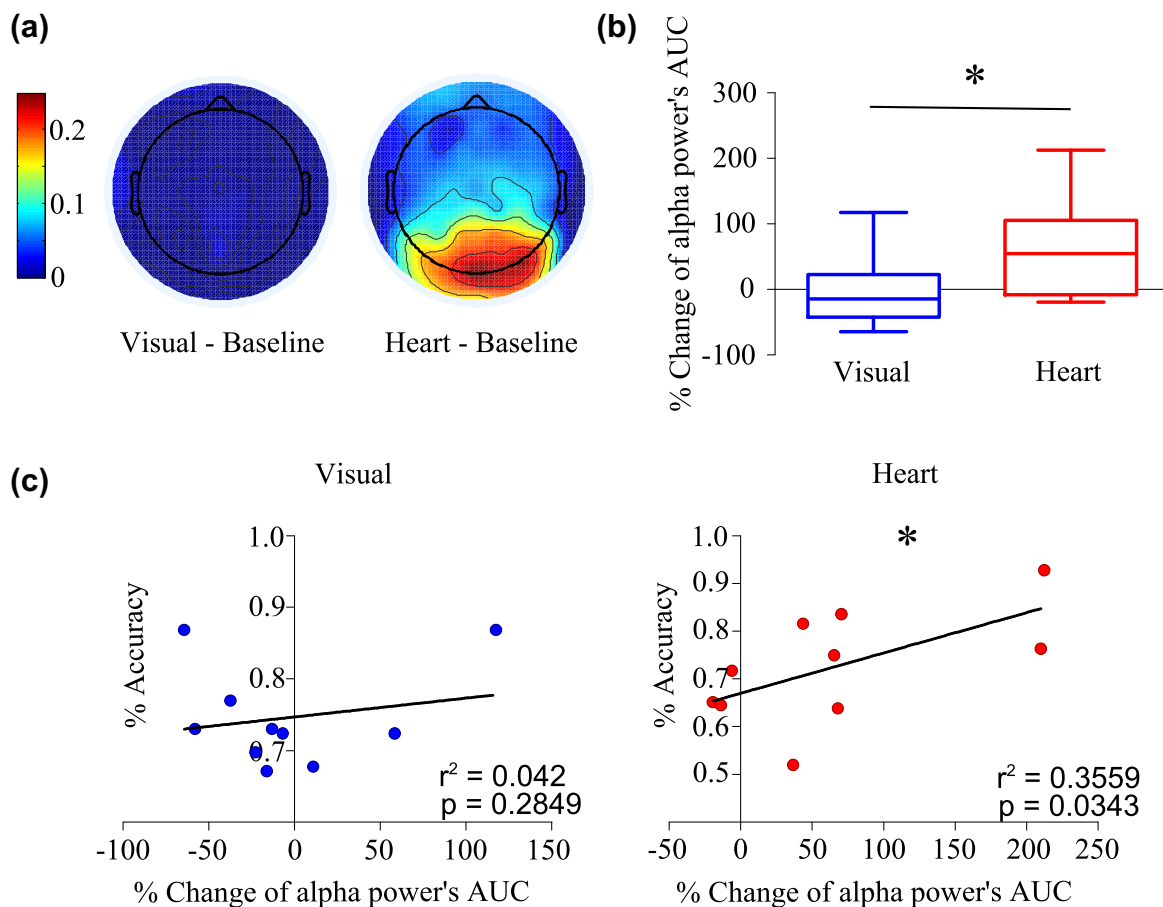 (a)
0.2
0.1
0
Visual - Baseline
Heart - Baseline
(b)
% Change of alpha power's AUC
*
300
200
100
0
-100
Visual
Heart
(c)
Visual
% Accuracy
1.0
0.9
0.8
0.7
r² = 0.042
p = 0.2849
-100
-50
0
50
100
150
% Change of alpha power's AUC
Heart
*
% Accuracy
1.0
0.9
0.8
0.7
0.6
0.5
r² = 0.3559
p = 0.0343
-50
0
50
100
150
200
250
% Change of alpha power's AUC